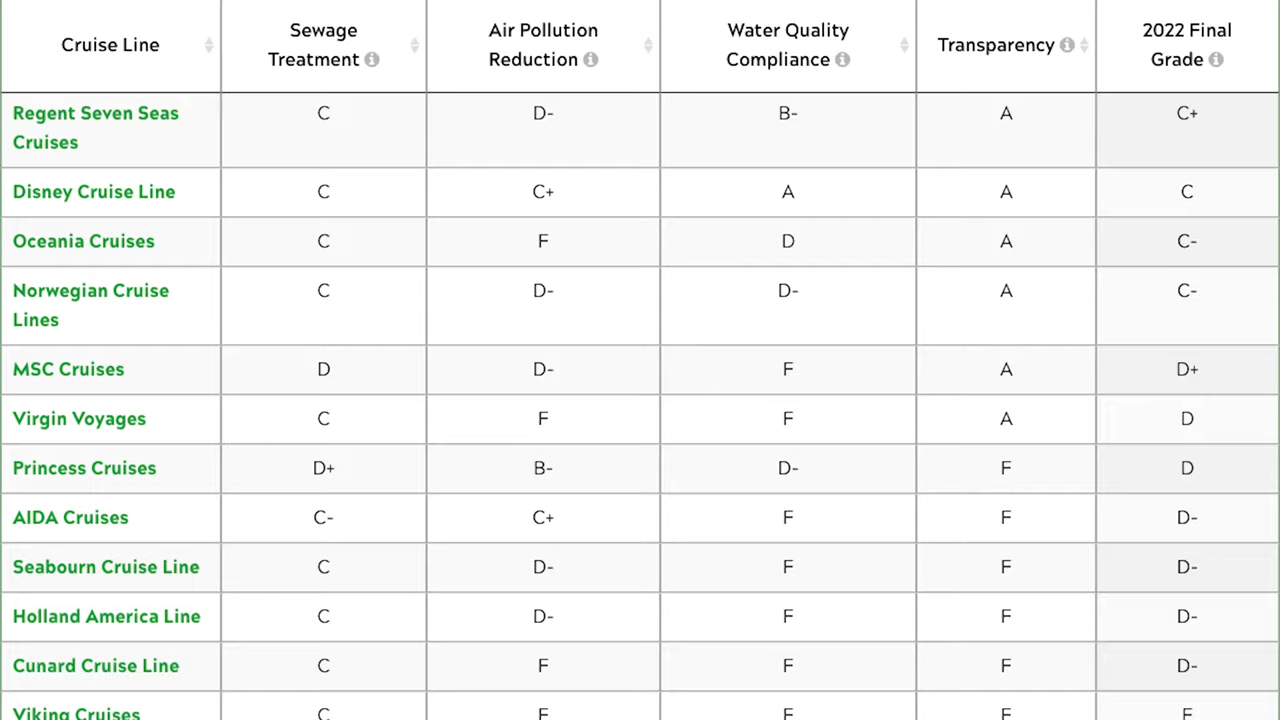 Cruise Line Sewage Treatment Air Pollution Reduction Water Quality Compliance Transparency 2022 Final Grade
Regent Seven Seas Cruises C D- B- A C+
Disney Cruise Line C C+ A A C
Oceania Cruises C F D A C-
Norwegian Cruise Lines C D- D- A C-
MSC Cruises D D- F A D+
Virgin Voyages C F F A D
Princess Cruises D+ B- D- F D
AIDA Cruises C- C+ F F D-
Seabourn Cruise Line C D- F F D-
Holland America Line C D- F F D-
Cunard Cruise Line C F F F D-
Viking Cruises C